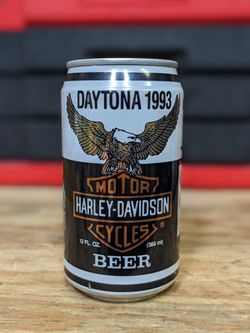 DAYTONA 1993
MOTOR
HARLEY-DAVIDSON
CYCLES ®
12 FL. OZ. (355 ml)
BEER